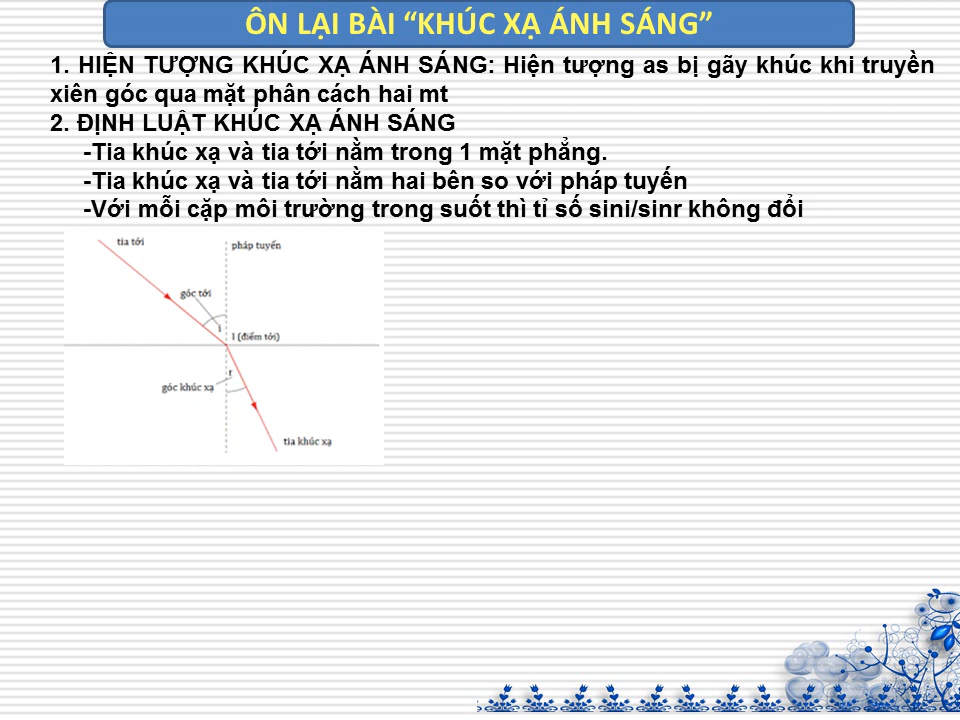 ÔN LẠI BÀI “KHÚC XẠ ÁNH SÁNG”
1. HIỆN TƯỢNG KHÚC XẠ ÁNH SÁNG: Hiện tượng as bị gãy khúc khi truyền
xiên góc qua mặt phân cách hai mt
2. ĐỊNH LUẬT KHÚC XẠ ÁNH SÁNG
-Tia khúc xạ và tia tới nằm trong 1 mặt phẳng.
-Tia khúc xạ và tia tới nằm hai bên so với pháp tuyến
-Với mỗi cặp môi trường trong suốt thì tỉ số sini/sinr không đổi
tia tới
pháp tuyến
góc tới
i
I (điểm tới)
r
góc khúc xạ
tia khúc xạ